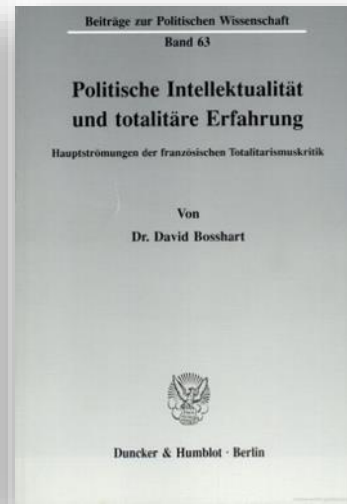 Beiträge zur Politischen Wissenschaft
Band 63
Politische Intellektualität
und totalitäre Erfahrung
Hauptströmungen der französischen Totalitarismuskritik
Von
Dr. David Bosshart
Duncker & Humblot · Berlin